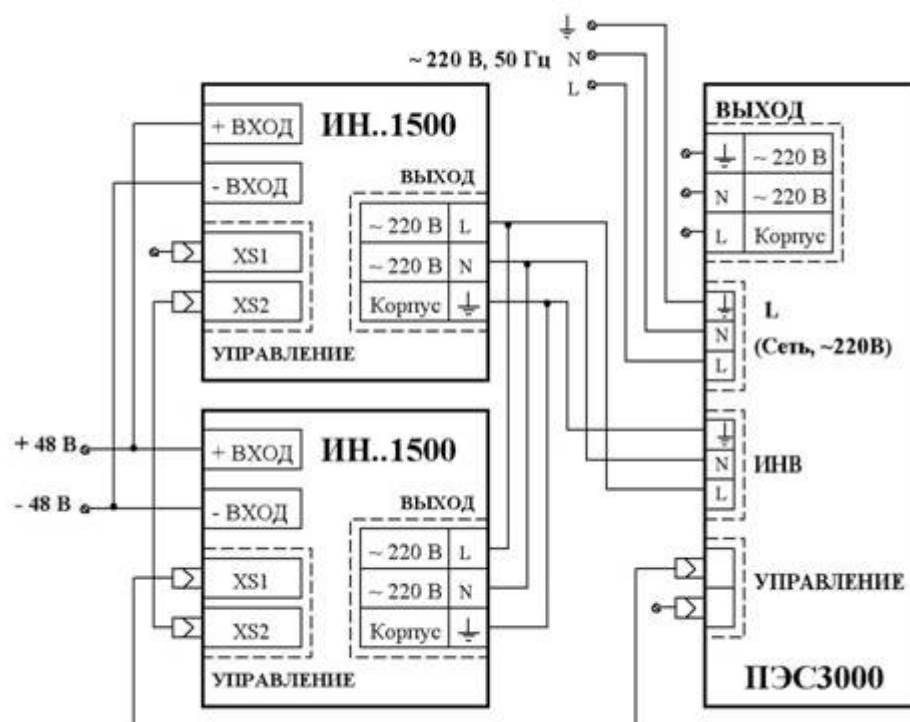 ~ 220 В, 50 Гц
N
L
ИН..1500
+ ВХОД
- ВХОД
XS1
XS2
УПРАВЛЕНИЕ
ВЫХОД
~ 220 В L
~ 220 В N
Корпус
+ 48 В
- 48 В
ИН..1500
+ ВХОД
- ВХОД
XS1
XS2
УПРАВЛЕНИЕ
ВЫХОД
~ 220 В L
~ 220 В N
Корпус
ВЫХОД
~ 220 В
N ~ 220 В
L Корпус
L
(Сеть, ~220В)
N
L
ИНВ
N
L
УПРАВЛЕНИЕ
ПЭС3000